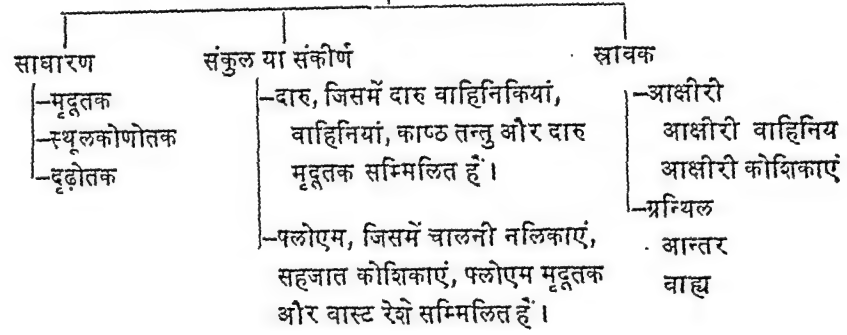 साधारण
मृदूतक
स्थूलकोणोतक
दृढ़ोतक
संकुल या संकीर्ण
दारु, जिसमें दारु वाहिनिकियां,
वाहिनियां, काष्ठ तन्तु और दारु
मृदूतक सम्मिलित हैं।
फ्लोएम, जिसमें चालनी नलिकाएं,
सहजात कोशिकाएं, फ्लोएम मृदूतक
और वास्ट रेशे सम्मिलित हैं।
स्रावक
आक्षीरी
आक्षीरी वाहिनिय
आक्षीरी कोशिकाएं
ग्रन्थिल
आन्तर
वाह्य